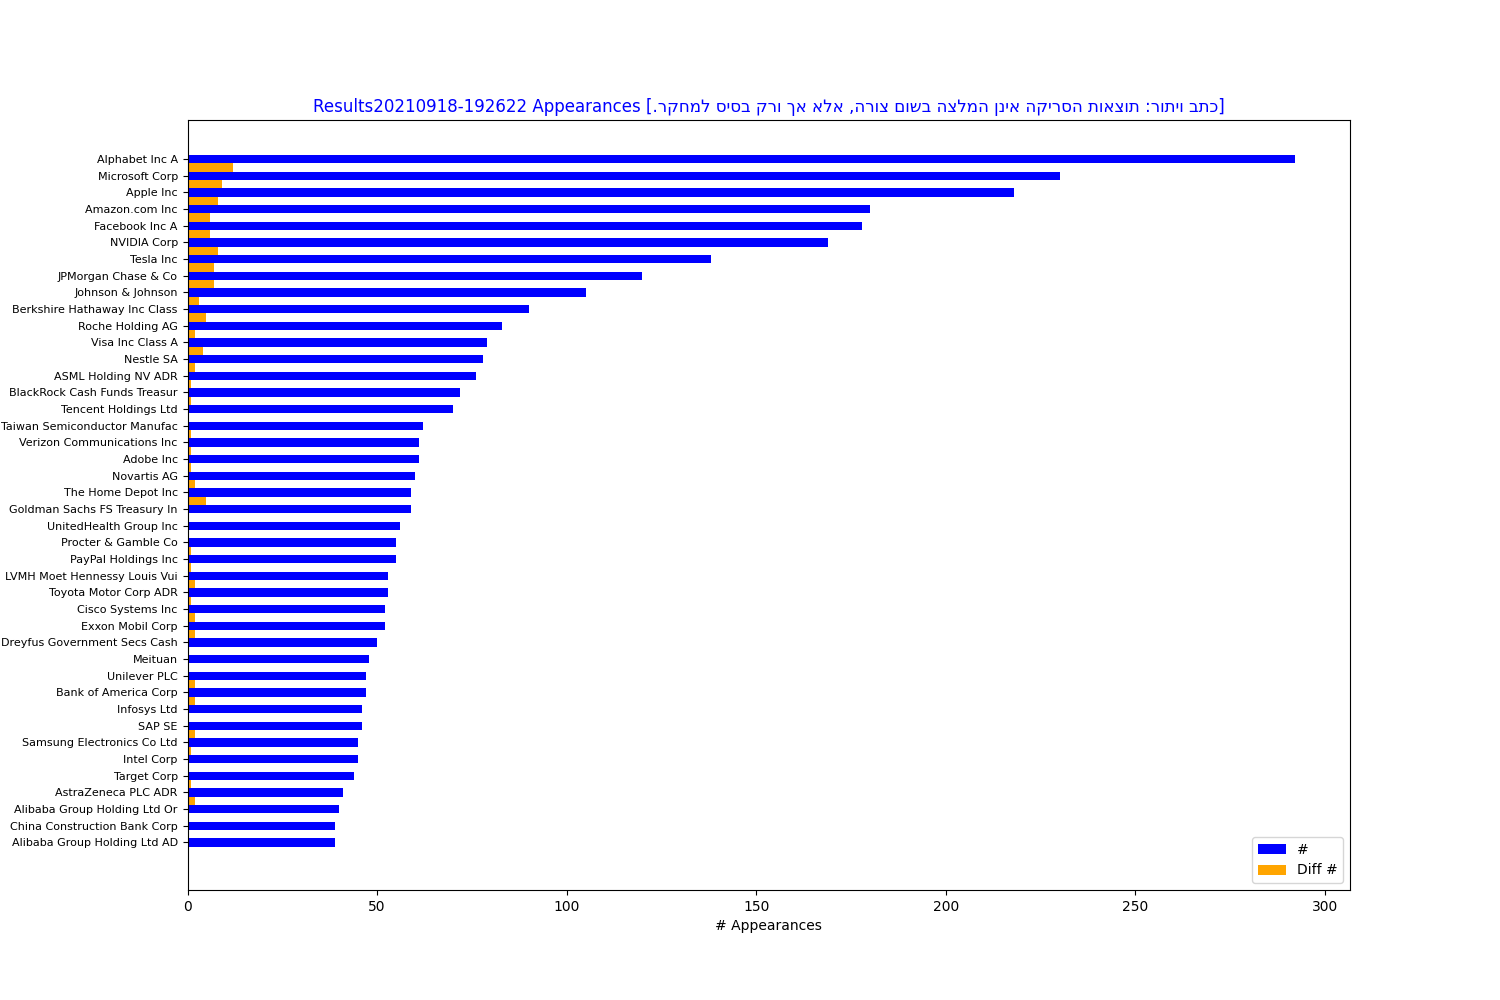 Results20210918-192622 Appearances [כתב ויתור: תוצאות הסריקה אינן המלצה בשום צורה, אלא אך ורק בסיס למחקר.]
Alphabet Inc A
Microsoft Corp
Apple Inc
Amazon.com Inc
Facebook Inc A
NVIDIA Corp
Tesla Inc
JPMorgan Chase & Co
Johnson & Johnson
Berkshire Hathaway Inc Class
Roche Holding AG
Visa Inc Class A
Nestle SA
ASML Holding NV ADR
BlackRock Cash Funds Treasur
Tencent Holdings Ltd
Taiwan Semiconductor Manufac
Verizon Communications Inc
Adobe Inc
Novartis AG
The Home Depot Inc
Goldman Sachs FS Treasury In
UnitedHealth Group Inc
Procter & Gamble Co
PayPal Holdings Inc
LVMH Moet Hennessy Louis Vui
Toyota Motor Corp ADR
Cisco Systems Inc
Exxon Mobil Corp
Dreyfus Government Secs Cash
Meituan
Unilever PLC
Bank of America Corp
Infosys Ltd
SAP SE
Samsung Electronics Co Ltd
Intel Corp
Target Corp
AstraZeneca PLC ADR
Alibaba Group Holding Ltd Or
China Construction Bank Corp
Alibaba Group Holding Ltd AD
#
Diff #
0 50 100 150 200 250 300
# Appearances